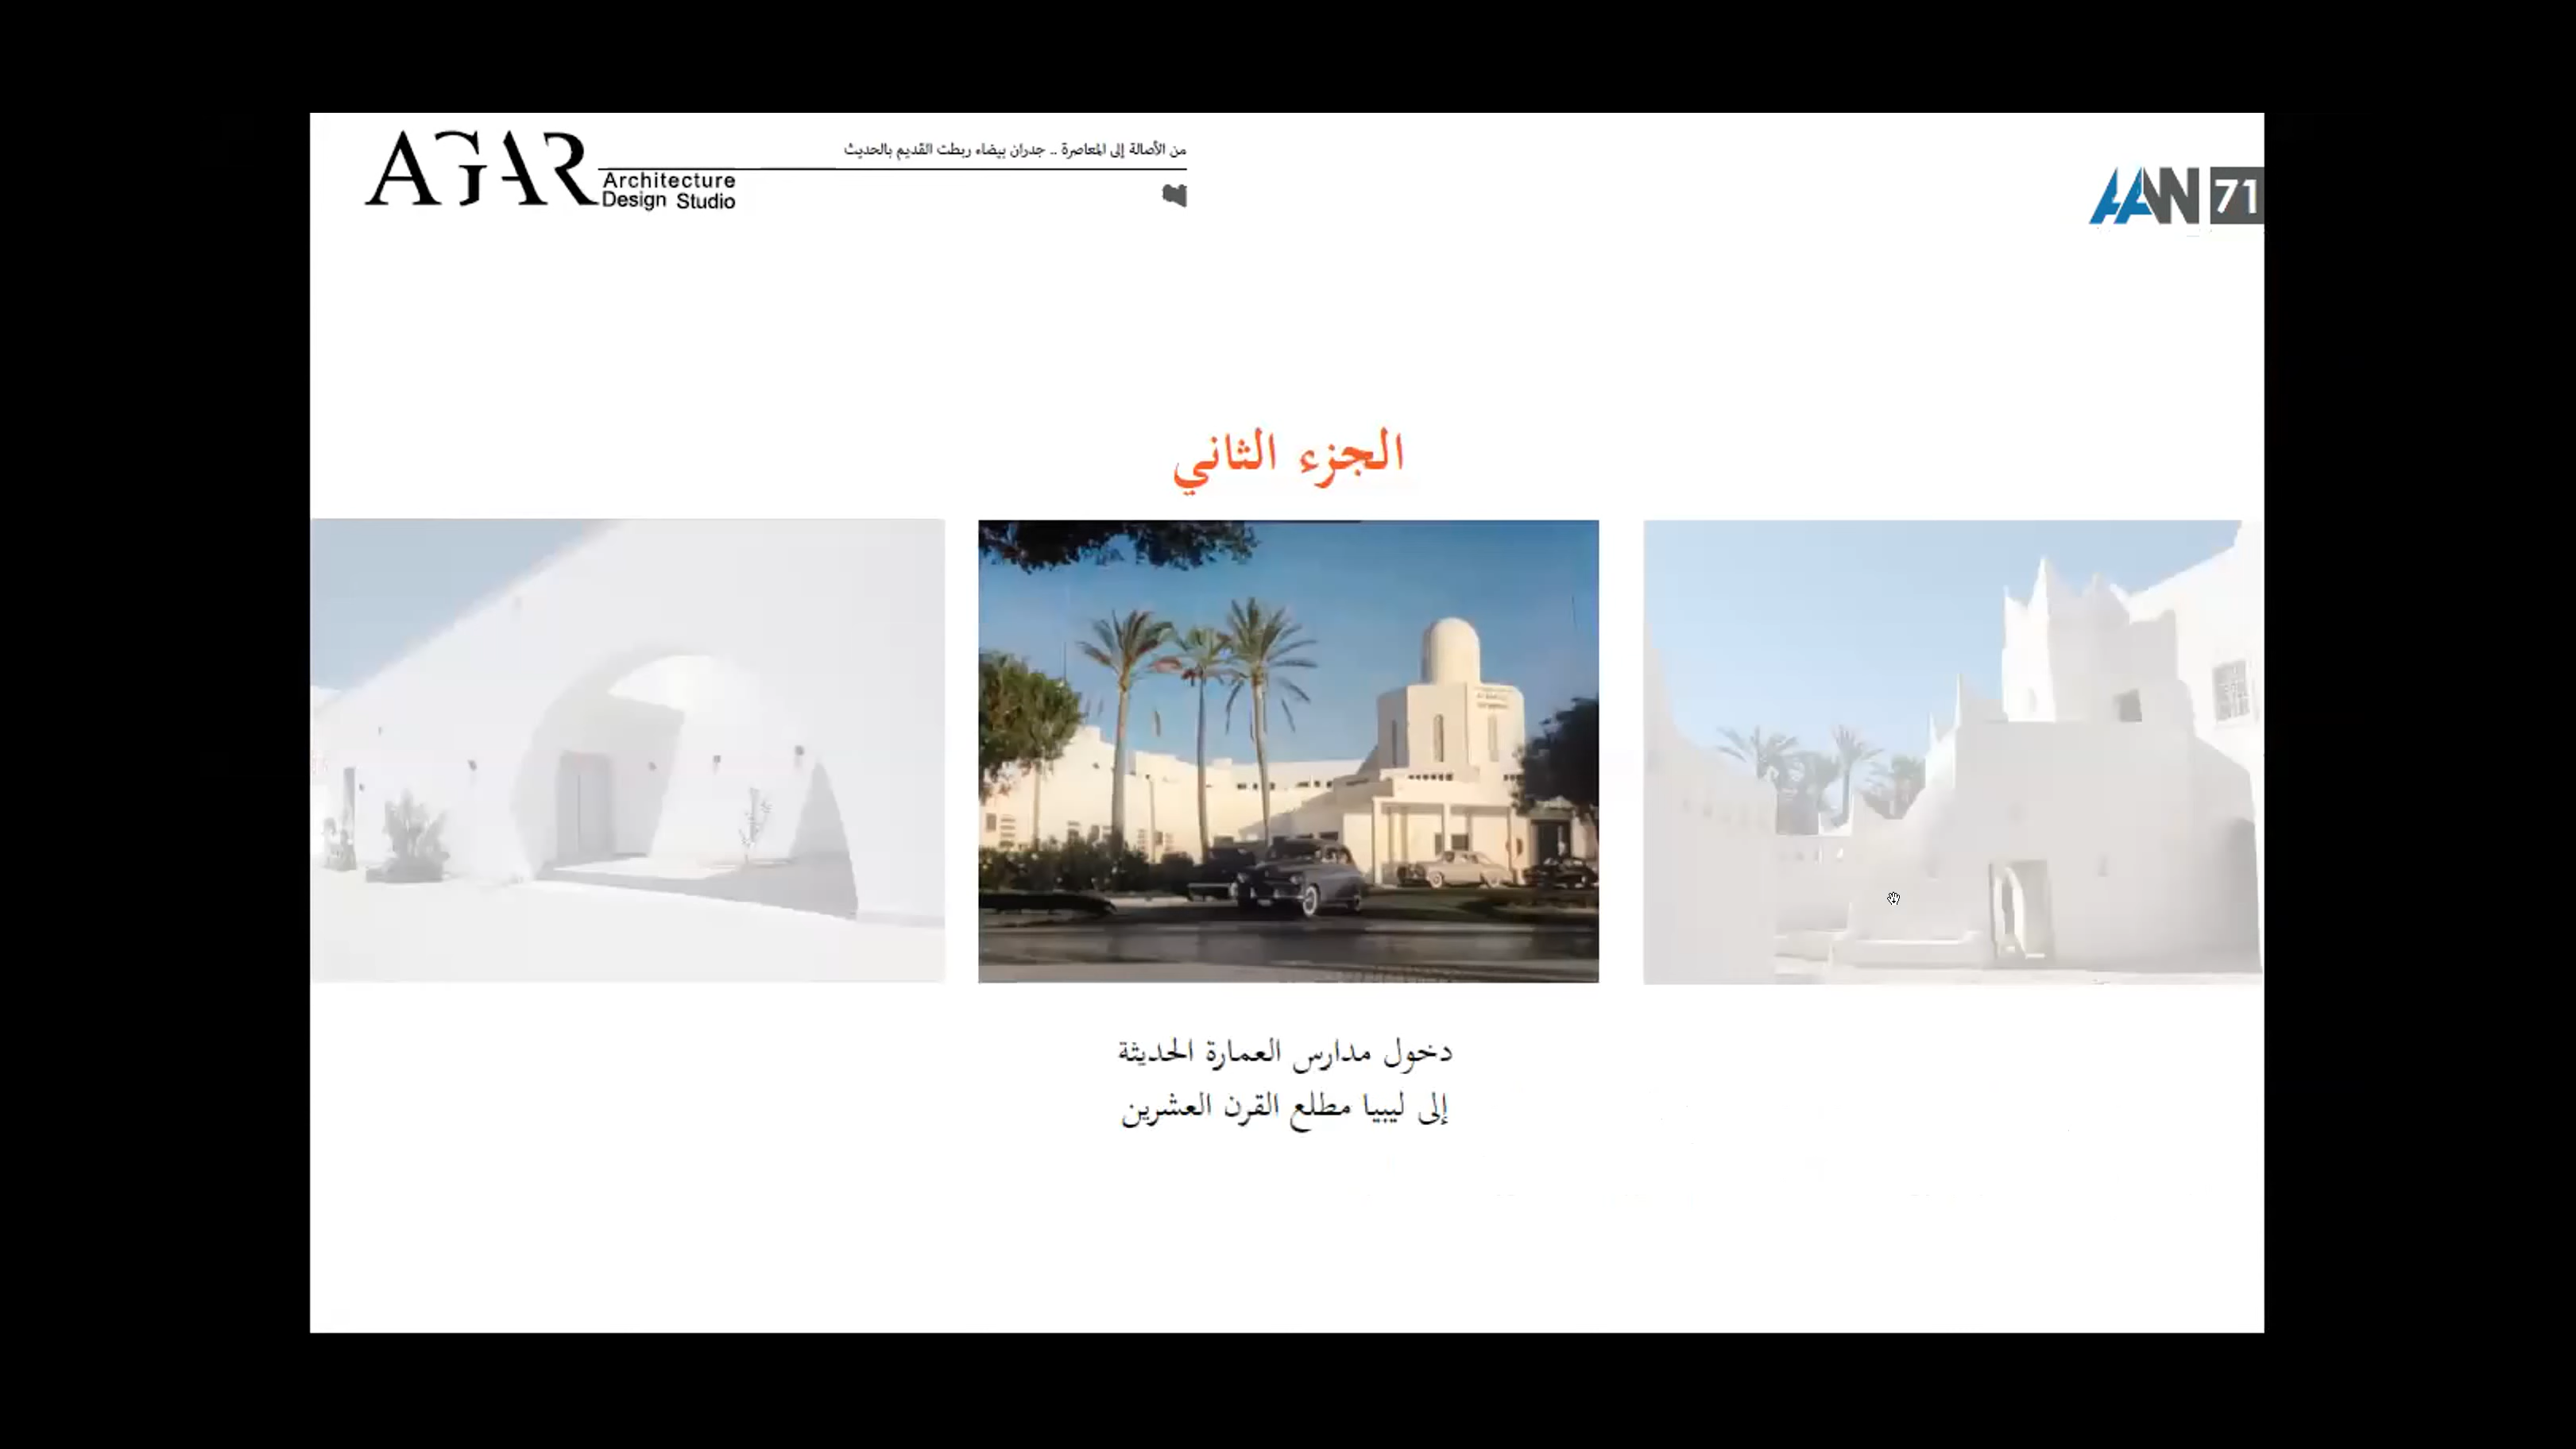 AGAR
Architecture
Design Studio
من الأصالة إلى المعاصرة .. جدران بيضاء ربطت القديم بالحديث
AAN 71
الجزء الثاني
دخول مدارس العمارة الحديثة
إلى ليبيا مطلع القرن العشرين